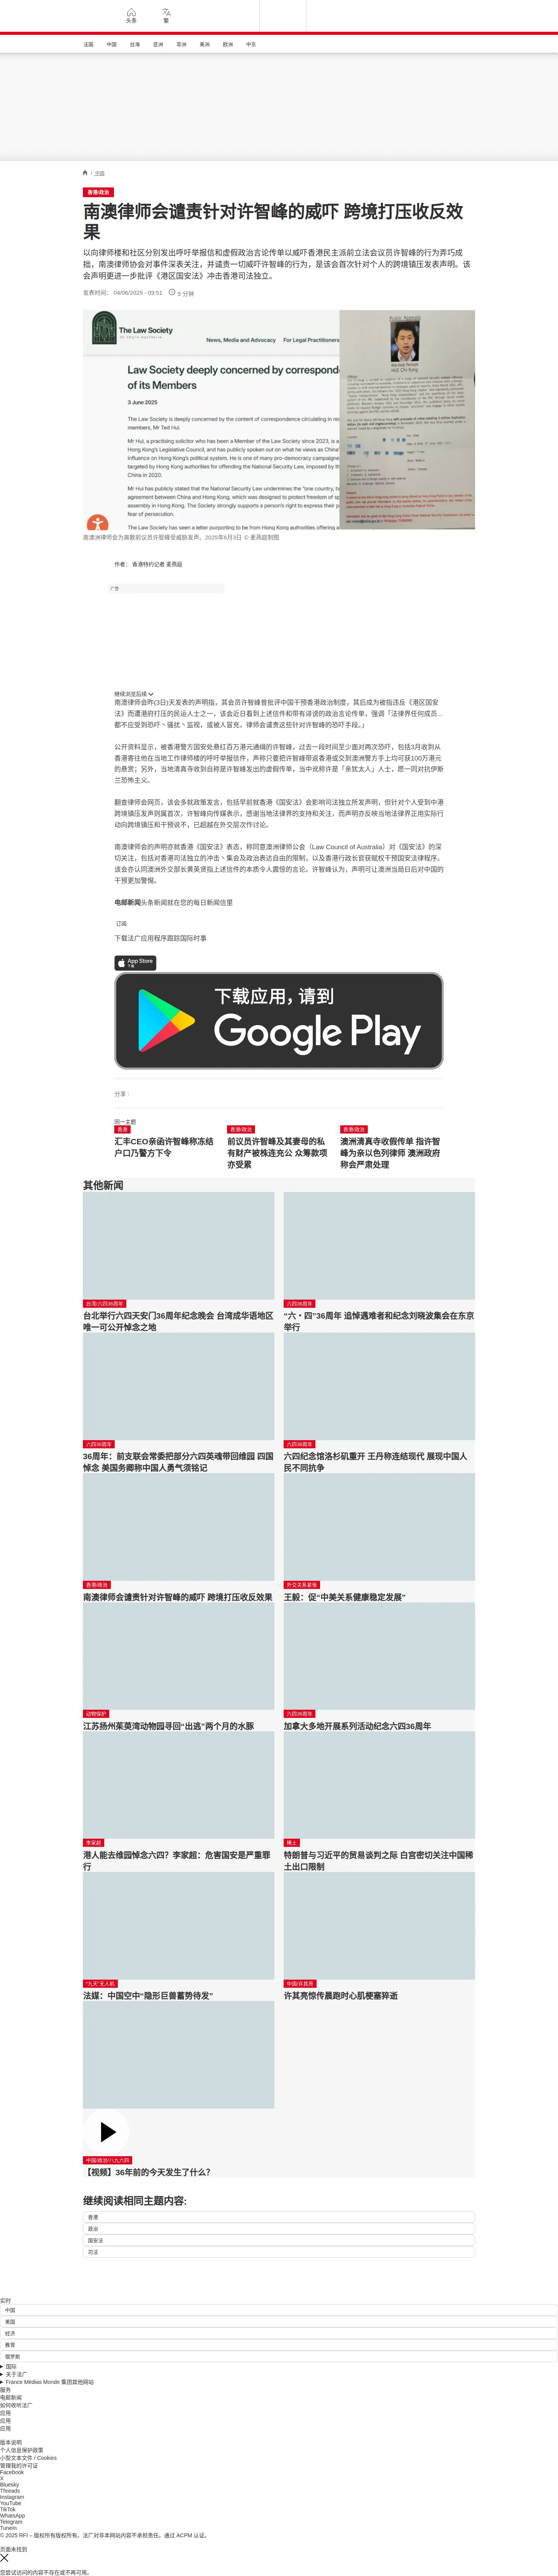 头条
繁
法国 中国 台湾 亚洲 非洲 美洲 欧洲 中东
/ 中国
香港/政治
南澳律师会谴责针对许智峰的威吓 跨境打压收反效
果
以向律师楼和社区分别发出呼吁举报信和虚假政治言论传单以威吓香港民主派前立法会议员许智峰的行为弄巧成
拙，南澳律师协会对事件深表关注，并谴责一切威吓许智峰的行为，是该会首次针对个人的跨境镇压发表声明。该
会声明更进一步批评《港区国安法》冲击香港司法独立。
发表时间： 04/06/2025 - 09:51 5 分钟
The Law Society
News, Media and Advocacy For Legal Practitioners
Law Society deeply concerned by corresponde
of its Members
3 June 2025
The Law Society is deeply concerned by the content of correspondence circulating in res
members, Mr Ted Hui.
Mr Hui, a practising solicitor who has been a member of the Law Society since 2023, is a
Hong Kong's Legislative Council, and has publicly spoken out on what he views as China
Hong Kong's political system. He is among a group of pro-democracy campaigners
targeted by Hong Kong authorities for offending the National Security Law, imposed by th
China in 2020.
Mr Hui has publicly stated that the National Security Law undermines the "one country, t
agreement between China and Hong Kong, which was designed to protect freedom of sp
assembly in Hong Kong
fear of prosecution.
The Law Society has seen a letter purporting to be from Hong Kong authorities offering a
南澳洲律师会为离散前议员许智峰受威胁发声。2025年6月3日 © 麦燕庭制图
作者： 香港特约记者 麦燕庭
广告
继续浏览后续
南澳律师会昨(3日)天发表的声明指，其会员许智峰曾批评中国干预香港政治制度，其后成为被指违反《港区国安
法》而遭港府打压的民运人士之一，该会近日看到上述信件和带有诽谤的政治言论传单，强调「法律界任何成员...
都不应受到恐吓丶骚扰丶监视，或被人冒充，律师会谴责这些针对许智峰的恐吓手段。」
公开资料显示，被香港警方国安处悬红百万港元通缉的许智峰，过去一段时间至少面对两次恐吓，包括3月收到从
香港寄往他在当地工作律师楼的呼吁举报信件，声称只要把许智峰带返香港或交到澳洲警方手上均可获100万港元
的悬赏；另外，当地清真寺收到自称是许智峰发出的虚假传单，当中讹称许是「亲犹太人」人士，愿一同对抗伊斯
兰恐怖主义。
翻查律师会网页，该会多就政策发言，包括早前就香港《国安法》会影响司法独立所发声明，但针对个人受到中港
跨境镇压发声则属首次，许智峰向传媒表示，感谢当地法律界的支持和关注，而声明亦反映当地法律界正用实际行
动向跨境镇压和干预说不，已超越在外交层次作讨论。
南澳律师会的声明亦就香港《国安法》表态，称同意澳洲律师公会（Law Council of Australia）对《国安法》的深
切关注，包括对香港司法独立的冲击丶集会及政治表达自由的限制，以及香港行政长官获赋权干预国安法律程序。
该会亦认同澳洲外交部长黄英贤指上述信件的本质令人震惊的言论。许智峰认为，声明可让澳洲当局日后对中国的
干预更加警惕。
电邮新闻头条新闻就在您的每日新闻信里
订阅
下载法广应用程序跟踪国际时事
App Store
下载应用，请到
Google Play
分享 :
同一主题
香港
汇丰CEO亲函许智峰称冻结
户口乃警方下令
香港/政治
前议员许智峰及其妻母的私
有财产被株连充公 众筹款项
亦受累
香港/政治
澳洲清真寺收假传单 指许智
峰为亲以色列律师 澳洲政府
称会严肃处理
其他新闻
台湾/六四36周年
台北举行六四天安门36周年纪念晚会 台湾成华语地区
唯一可公开悼念之地
六四36周年
“六・四”36周年 追悼遇难者和纪念刘晓波集会在东京
举行
六四36周年
36周年：前支联会常委把部分六四英魂带回维园 四国
悼念 美国务卿称中国人勇气须铭记
六四36周年
六四纪念馆洛杉矶重开 王丹称连结现代 展现中国人
民不同抗争
香港/政治
南澳律师会谴责针对许智峰的威吓 跨境打压收反效果
外交关系紧张
王毅：促“中美关系健康稳定发展”
动物保护
江苏扬州茱萸湾动物园寻回“出逃”两个月的水豚
六四36周年
加拿大多地开展系列活动纪念六四36周年
李家超
港人能去维园悼念六四？李家超：危害国安是严重罪
行
稀土
特朗普与习近平的贸易谈判之际 白宫密切关注中国稀
土出口限制
“九天”无人机
法媒：中国空中“隐形巨兽蓄势待发”
中国/许其亮
许其亮惊传晨跑时心肌梗塞猝逝
中国/政治/八九六四
【视频】36年前的今天发生了什么？
继续阅读相同主题内容:
香港
政治
国安法
司法
实时
中国
美国
经济
教育
俄罗斯
国际
关于法广
France Médias Monde 集团其他网站
服务
电邮新闻
如何收听法广
应用
应用
应用
版本说明
个人信息保护政策
小型文本文件 / Cookies
管理我的许可证
Facebook
X
Bluesky
Threads
Instagram
YouTube
TikTok
WhatsApp
Telegram
TuneIn
© 2025 RFI – 版权所有版权所有。法广对非本网站内容不承担责任。通过 ACPM 认证。
页面未找到
您尝试访问的内容不存在或不再可用。